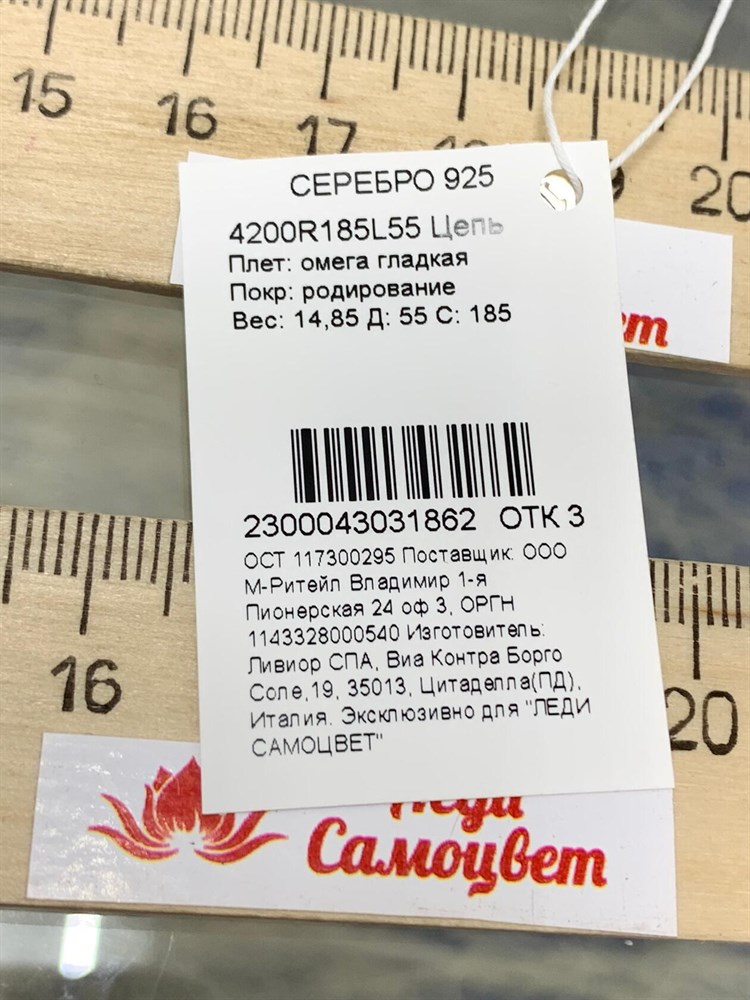 15 16 17
20
СЕРЕБРО 925
4200R185L55 Цепь
Плет: омега гладкая
Покр: родирование
Вес: 14,85 Д: 55 С: 185
2300043031862 ОТК 3
ОСТ 117300295 Поставщик: ООО
М-Ритейл Владимир 1-я
Пионерская 24 оф 3, ОРГН
1143328000540 Изготовитель:
Ливиор СПА, Виа Контра Борго
Соле,19, 35013, Цитаделла(ПД),
Италия. Эксклюзивно для "ЛЕДИ
САМОЦВЕТ"
16
20
Леди
Самоцвет